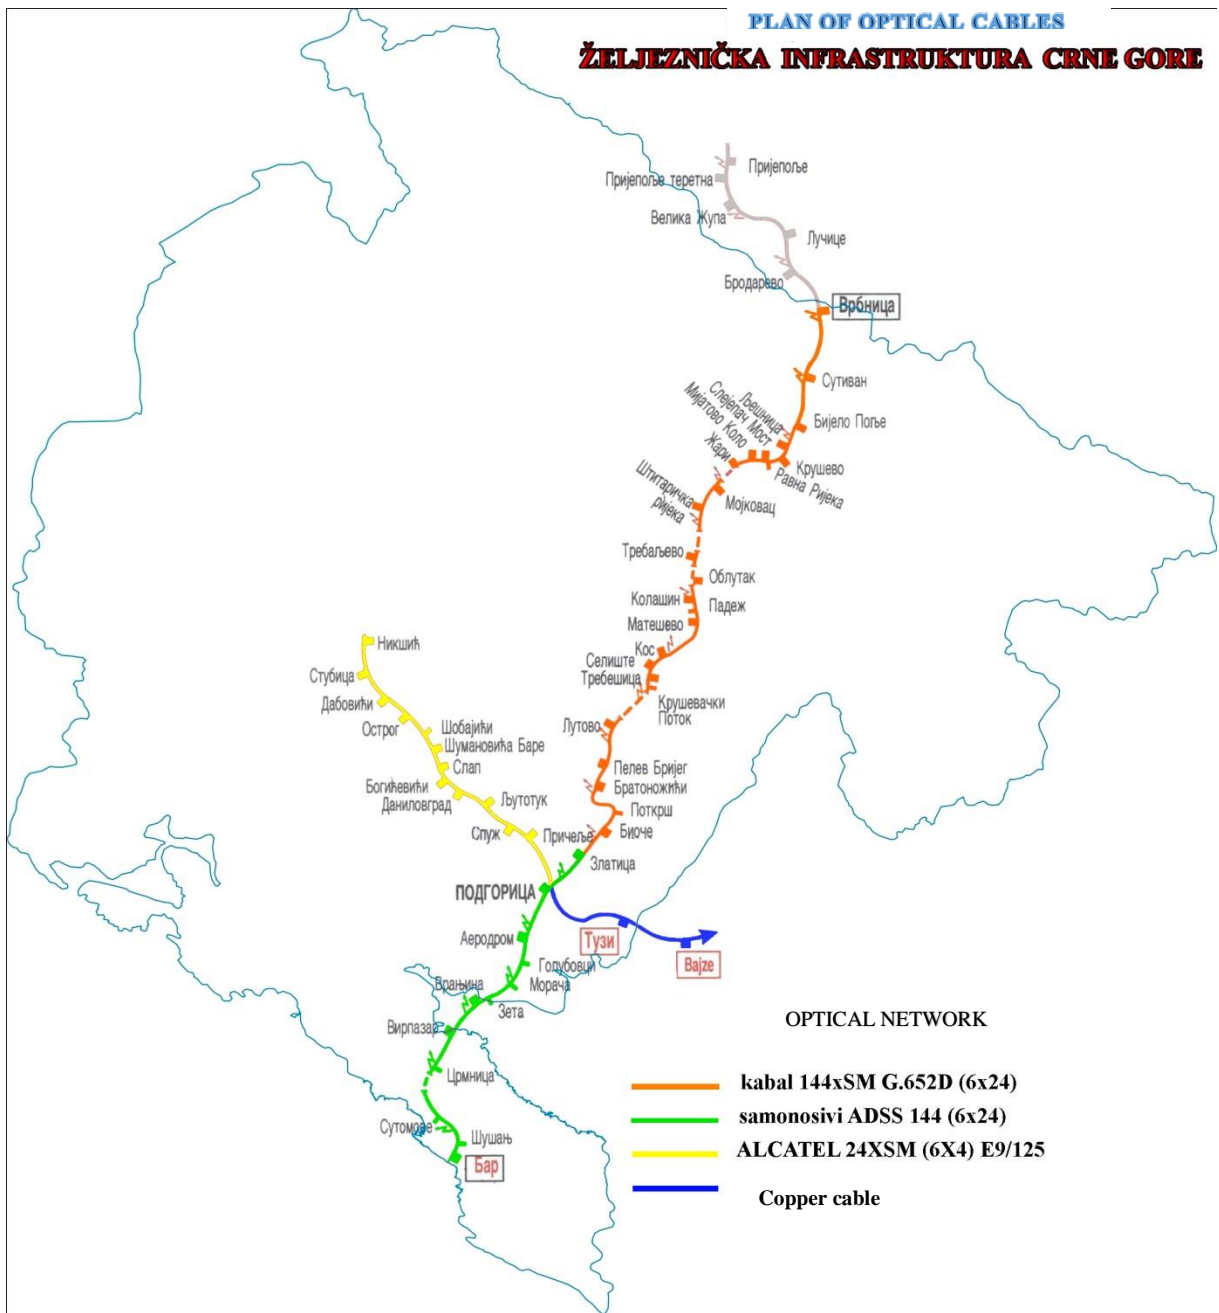 PLAN OF OPTICAL CABLES
ŽELJEZNIČKA INFRASTRUKTURA CRNE GORE
Пријепоље
Пријепоље теретна
Велика Жупа
Лучице
Бродарево
Врбница
Сутиван
Бијело Поље
Љешница
Слејепач Мост
Мијатово Коло
Жари
Крушево
Равна Ријека
Мојковац
Штитаричка
ријека
Требаљево
Облутак
Колашин
Падеж
Матешево
Кос
Селиште
Требешица
Крушевачки
Поток
Лутово
Пелев Бријег
Братоножићи
Поткрш
Биоче
Златица
Никшић
Стубица
Дабовићи
Острог
Шобајићи
Шумановића Баре
Слап
Богићевићи
Даниловград
Љутотук
Спуж
Причеље
ПОДГОРИЦА
Тузи
Bajze
Аеродром
Голубовци
Морача
Врањина
Зета
Вирпазар
Црмница
Сутоморе
Шушањ
Бар
OPTICAL NETWORK
kabal 144xSM G.652D (6x24)
samonosivi ADSS 144 (6x24)
ALCATEL 24XSM (6X4) E9/125
Copper cable